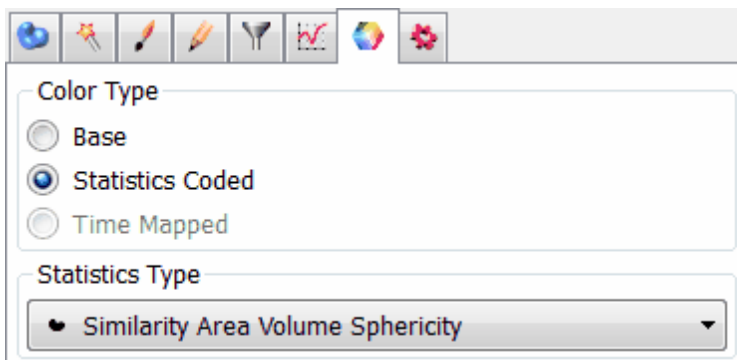 Color Type
Base
Statistics Coded
Time Mapped
Statistics Type
Similarity Area Volume Sphericity